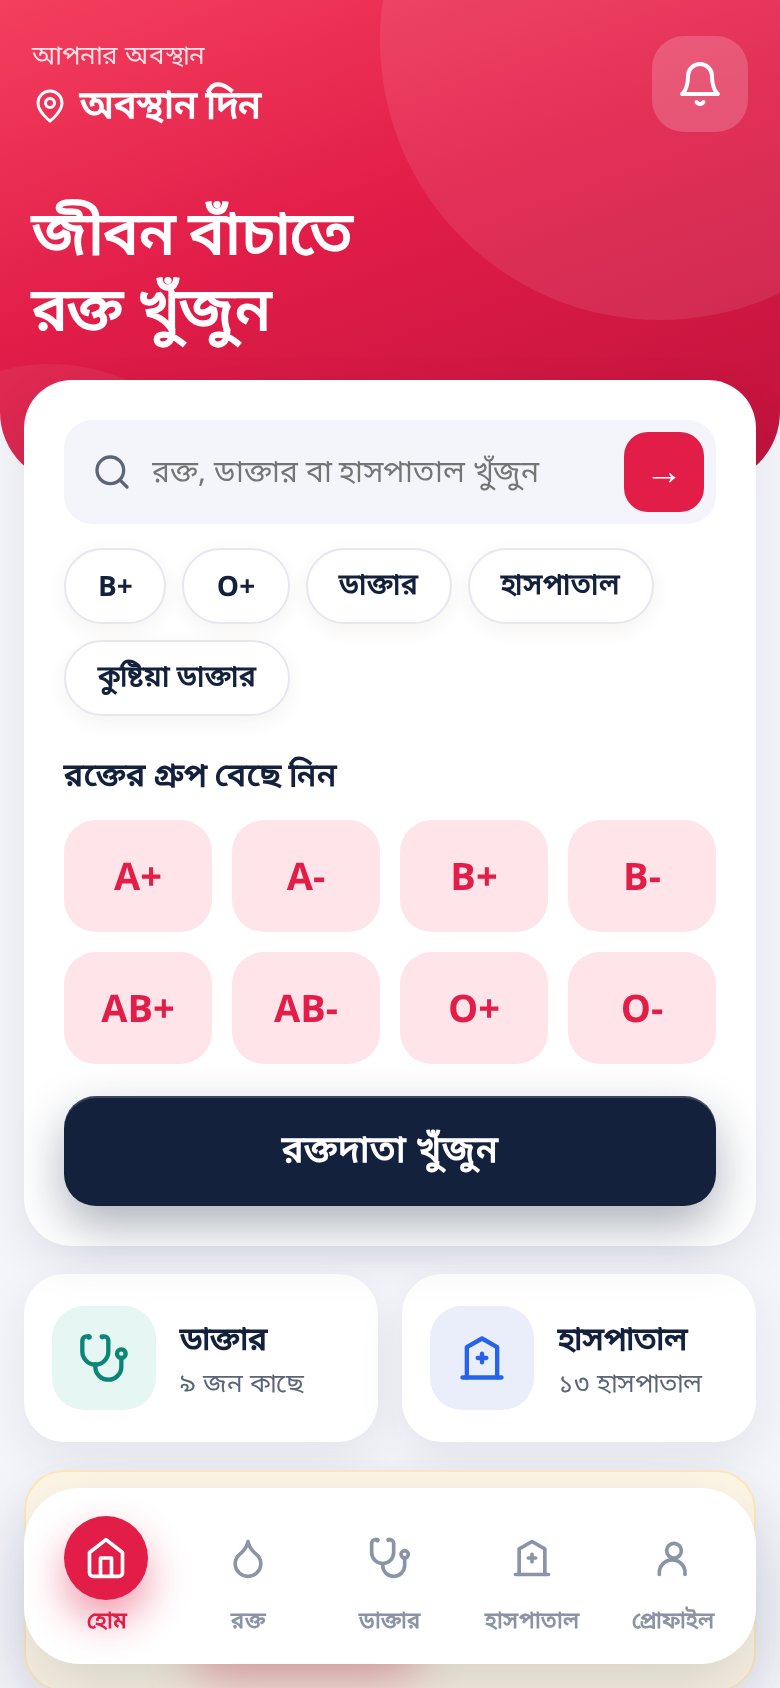 আপনার অবস্থান
অবস্থান দিন
জীবন বাঁচাতে
রক্ত খুঁজুন
রক্ত, ডাক্তার বা হাসপাতাল খুঁজুন →
B+ O+ ডাক্তার হাসপাতাল
কুষ্টিয়া ডাক্তার
রক্তের গ্রুপ বেছে নিন
A+ A- B+ B-
AB+ AB- O+ O-
রক্তদাতা খুঁজুন
ডাক্তার হাসপাতাল
৯ জন কাছে ১৩ হাসপাতাল
হোম রক্ত ডাক্তার হাসপাতাল প্রোফাইল